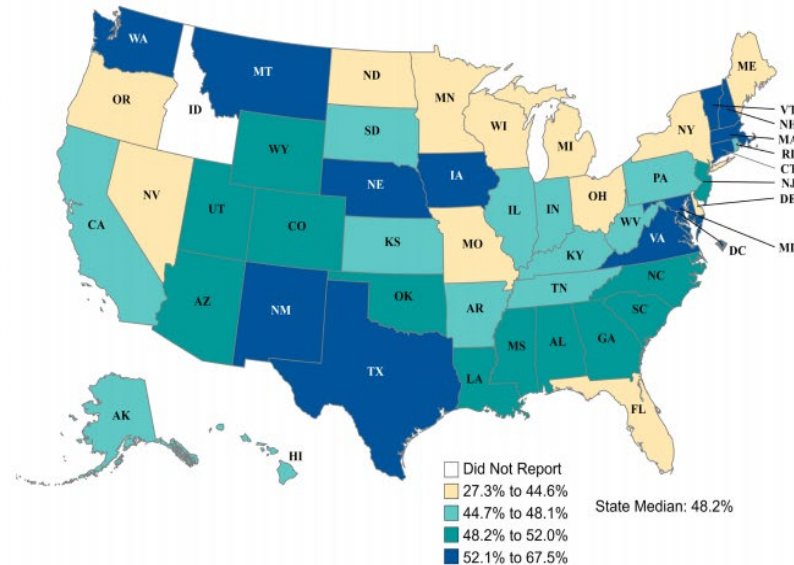 WA
MT
ND
MN
ME
OR
ID
SD
WI
MI
NY
VT
NH
MA
RI
CT
NJ
DE
WY
NE
IA
PA
NV
UT
CO
IL
IN
OH
WV
VA
DC
CA
KS
MO
KY
NC
TN
AZ
NM
OK
AR
SC
MS
AL
GA
TX
LA
FL
AK
HI
Did Not Report
27.3% to 44.6%
44.7% to 48.1%
State Median: 48.2%
48.2% to 52.0%
52.1% to 67.5%